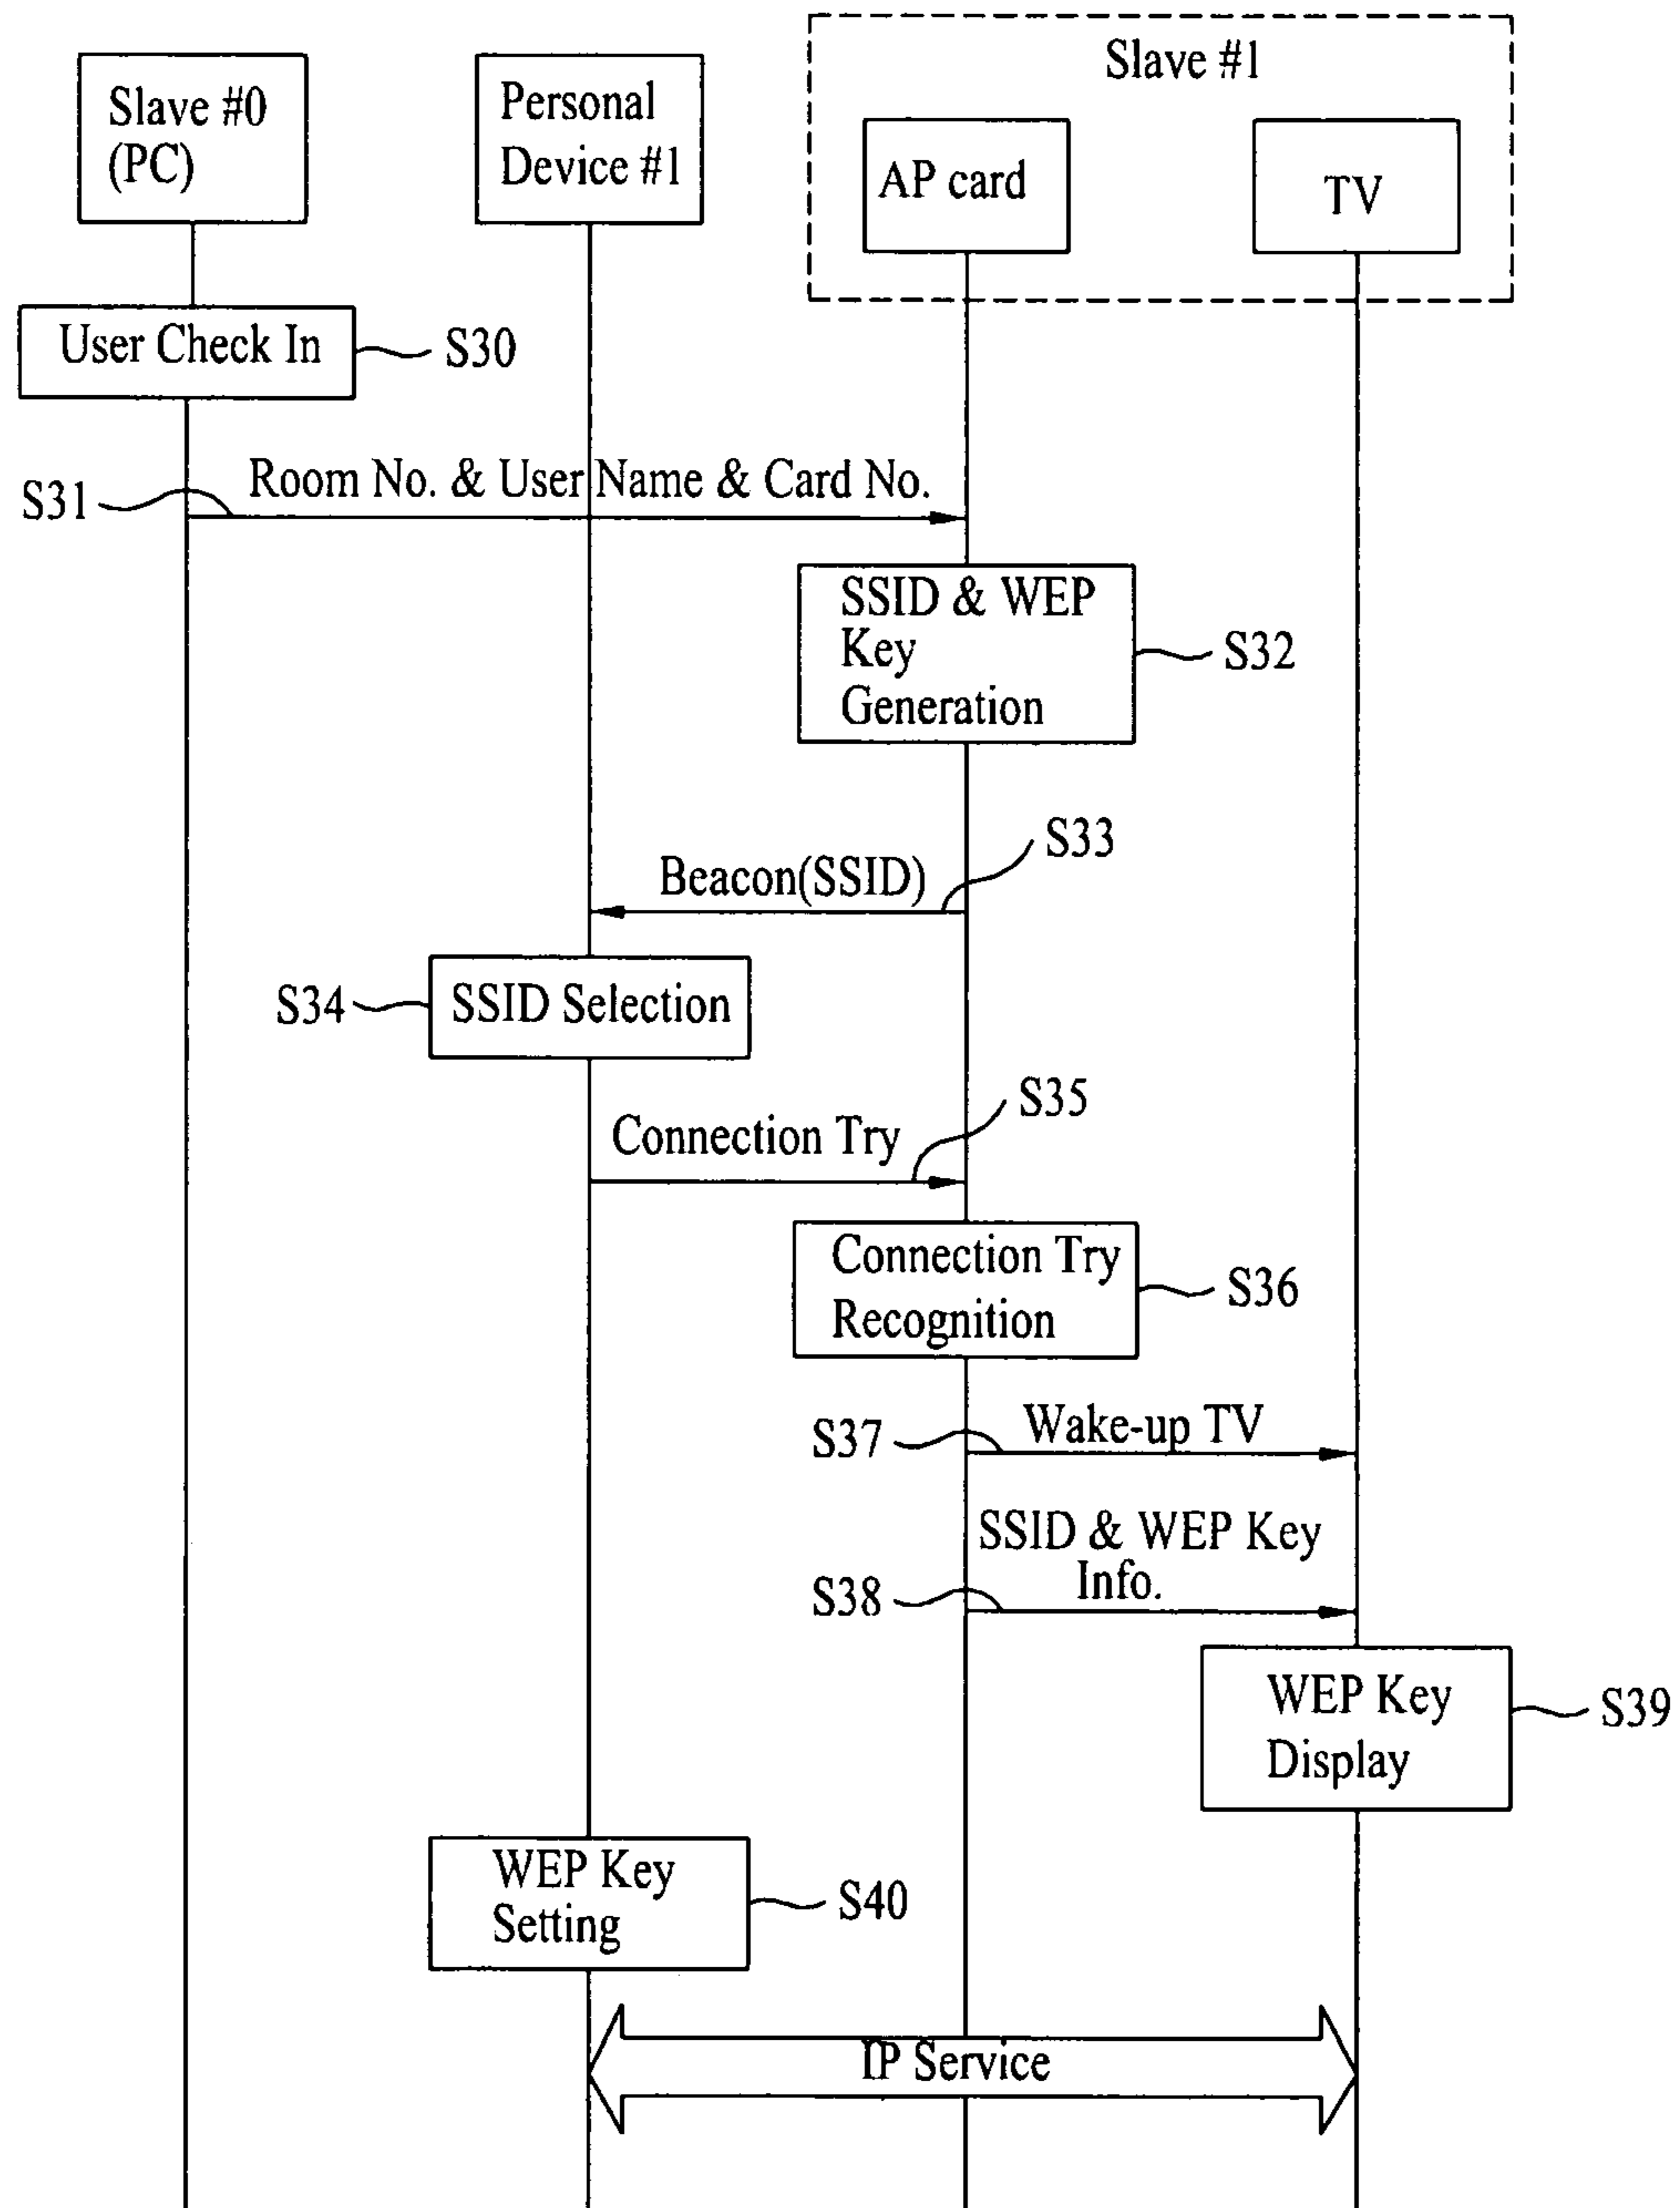 Slave #1
Slave #0
(PC)
Personal
Device #1
AP card
TV
User Check In
S30
Room No. & User Name & Card No.
S31
SSID & WEP
Key
Generation
S32
S33
Beacon(SSID)
S34
SSID Selection
S35
Connection Try
Connection Try
Recognition
S36
Wake-up TV
S37
SSID & WEP Key
Info.
S38
WEP Key
Display
S39
WEP Key
Setting
S40
IP Service